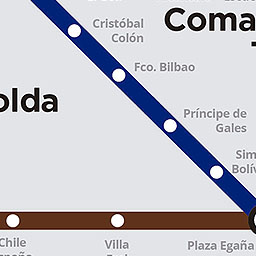 Coma
Cristóbal
Colón
Fco. Bilbao
olda
Príncipe de
Gales
Sim
Bolív
Chile
Villa
Plaza Egaña